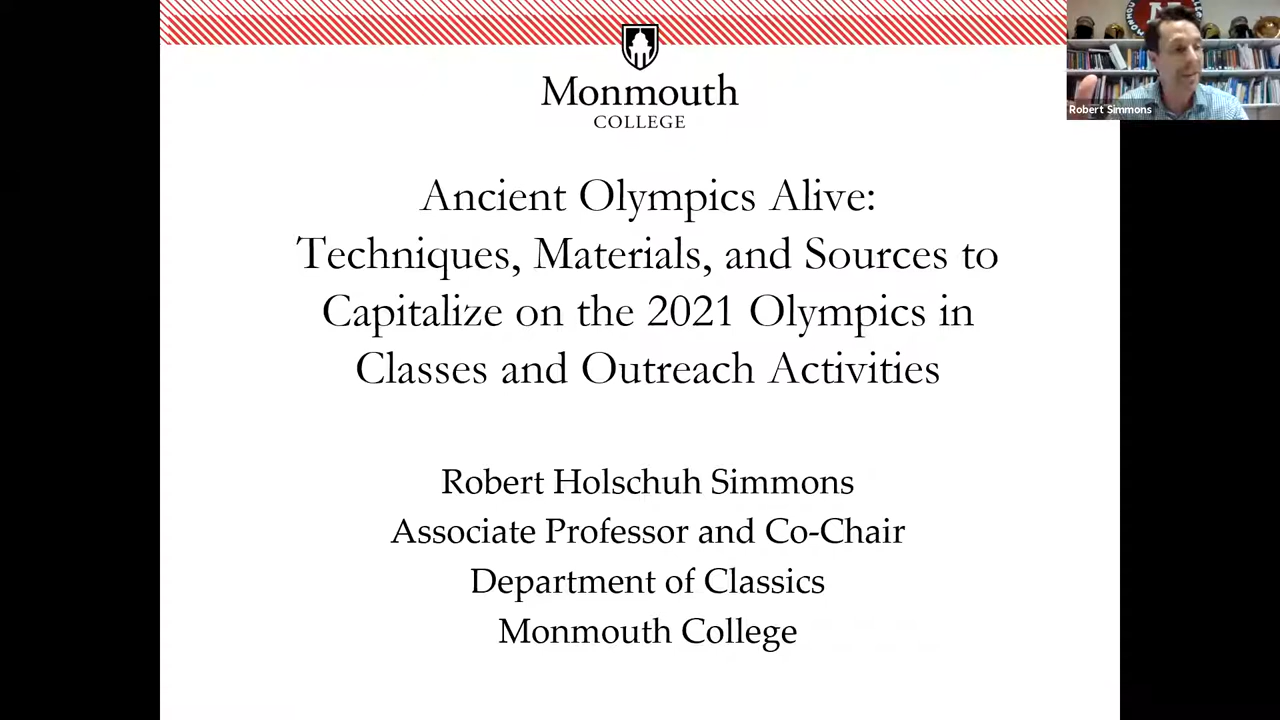 Monmouth
COLLEGE
Ancient Olympics Alive:
Techniques, Materials, and Sources to
Capitalize on the 2021 Olympics in
Classes and Outreach Activities
Robert Holschuh Simmons
Associate Professor and Co-Chair
Department of Classics
Monmouth College
Robert Simmons